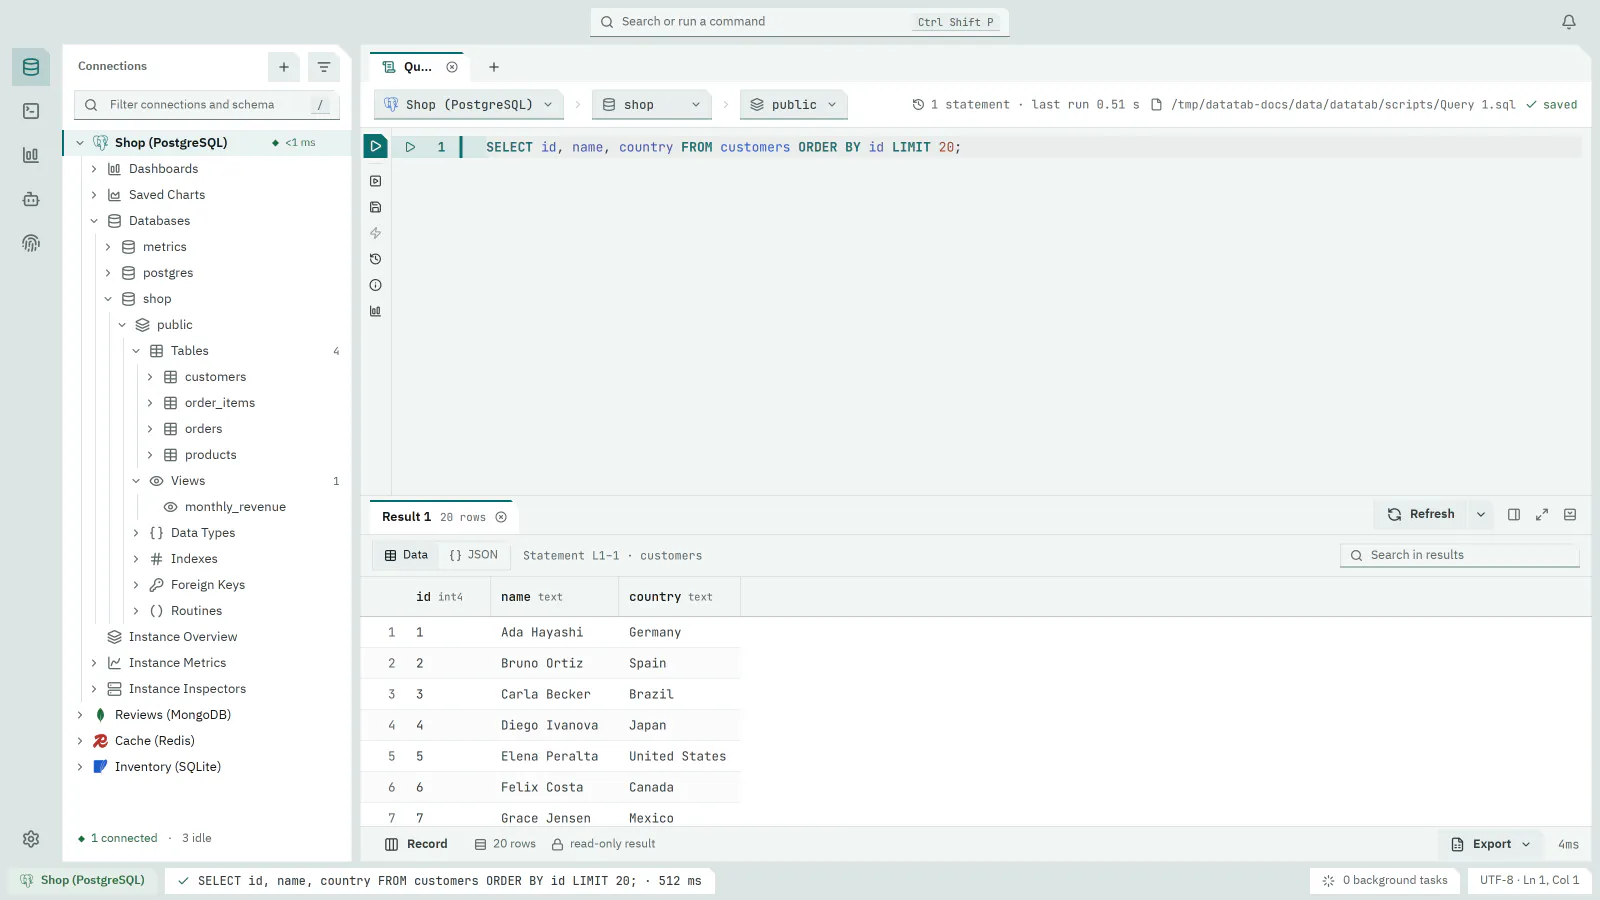 Search or run a command Ctrl Shift P
Connections
Filter connections and schema /
Shop (PostgreSQL) <1 ms
Dashboards
Saved Charts
Databases
metrics
postgres
shop
public
Tables 4
customers
order_items
orders
products
Views 1
monthly_revenue
Data Types
Indexes
Foreign Keys
Routines
Instance Overview
Instance Metrics
Instance Inspectors
Reviews (MongoDB)
Cache (Redis)
Inventory (SQLite)
1 connected · 3 idle
Qu...
Shop (PostgreSQL) shop public 1 statement · last run 0.51 s /tmp/datatab-docs/data/datatab/scripts/Query 1.sql saved
1 SELECT id, name, country FROM customers ORDER BY id LIMIT 20;
Result 1 20 rows Refresh
Data {} JSON Statement L1-1 · customers Search in results
id int4 name text country text
1 1 Ada Hayashi Germany
2 2 Bruno Ortiz Spain
3 3 Carla Becker Brazil
4 4 Diego Ivanova Japan
5 5 Elena Peralta United States
6 6 Felix Costa Canada
7 7 Grace Jensen Mexico
Record 20 rows read-only result Export 4ms
Shop (PostgreSQL) SELECT id, name, country FROM customers ORDER BY id LIMIT 20; · 512 ms 0 background tasks UTF-8 · Ln 1, Col 1